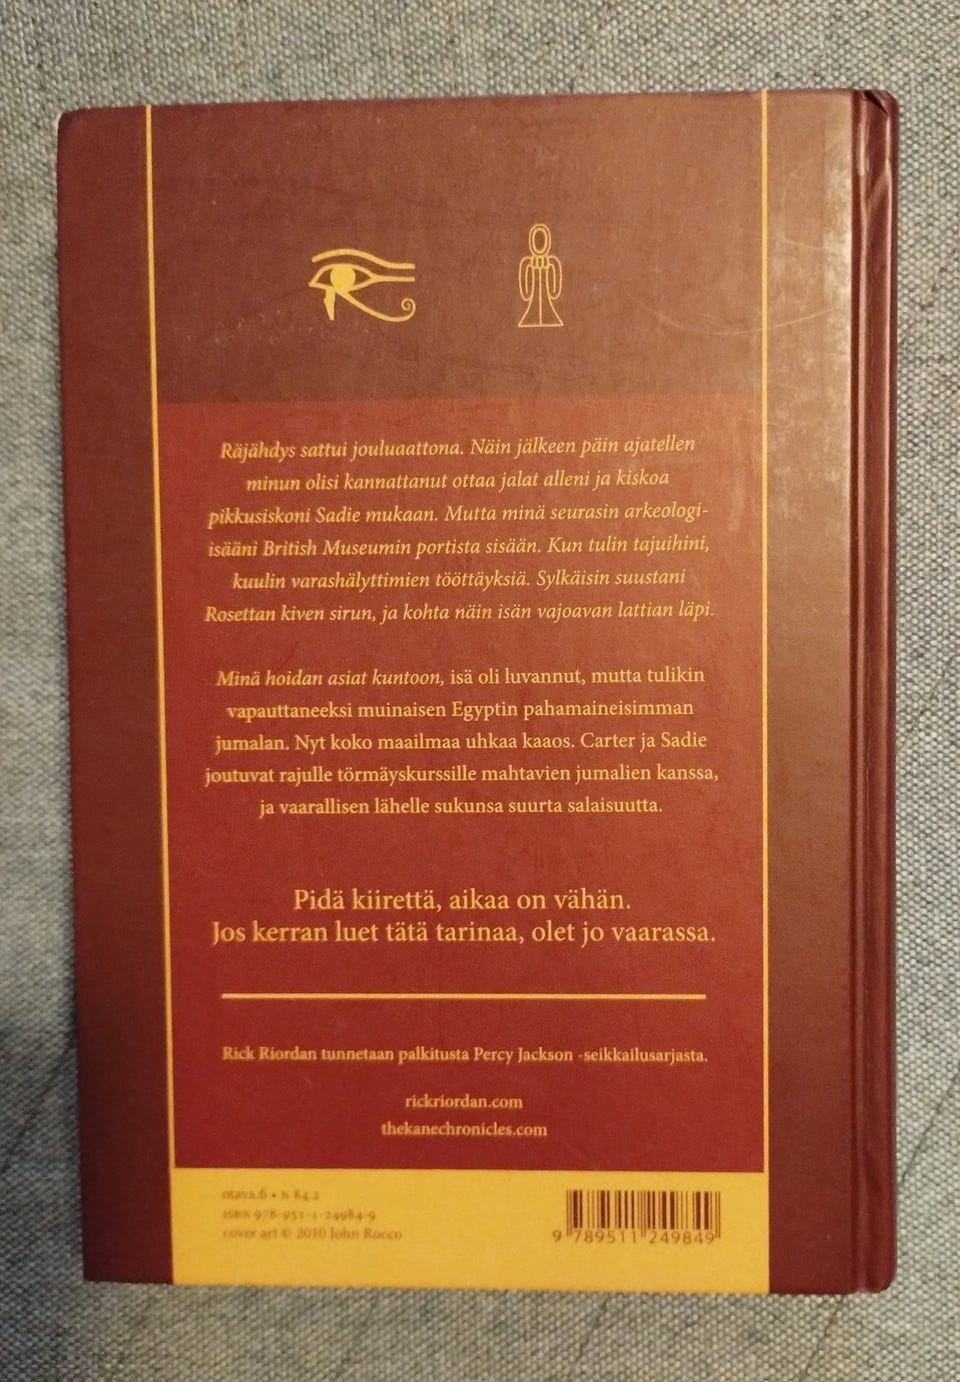 Räjähdys sattui jouluaattona. Näin jälkeen päin ajatellen
minun olisi kannattanut ottaa jalat alleni ja kiskoa
pikkusiskoni Sadie mukaan. Mutta minä seurasin arkeologi-
isääni British Museumin portista sisään. Kun tulin tajuihini,
kuulin varashälyttimien tööttäyksiä. Sylkäisin suustani
Rosettan kiven sirun, ja kohta näin isän vajoavan lattian läpi.
Minä hoidan asiat kuntoon, isä oli luvannut, mutta tulikin
vapauttaneeksi muinaisen Egyptin pahamaineisimman
jumalan. Nyt koko maailmaa uhkaa kaaos. Carter ja Sadie
joutuvat rajulle törmäyskurssille mahtavien jumalien kanssa,
ja vaarallisen lähelle sukunsa suurta salaisuutta.
Pidä kiirettä, aikaa on vähän.
Jos kerran luet tätä tarinaa, olet jo vaarassa.
Rick Riordan tunnetaan palkitusta Percy Jackson -seikkailusarjasta.
rickriordan.com
thekanechronicles.com
otava.fi • N 84.2
ISBN 978-951-1-24984-9
cover art © 2010 John Rocco
9 789511 249849